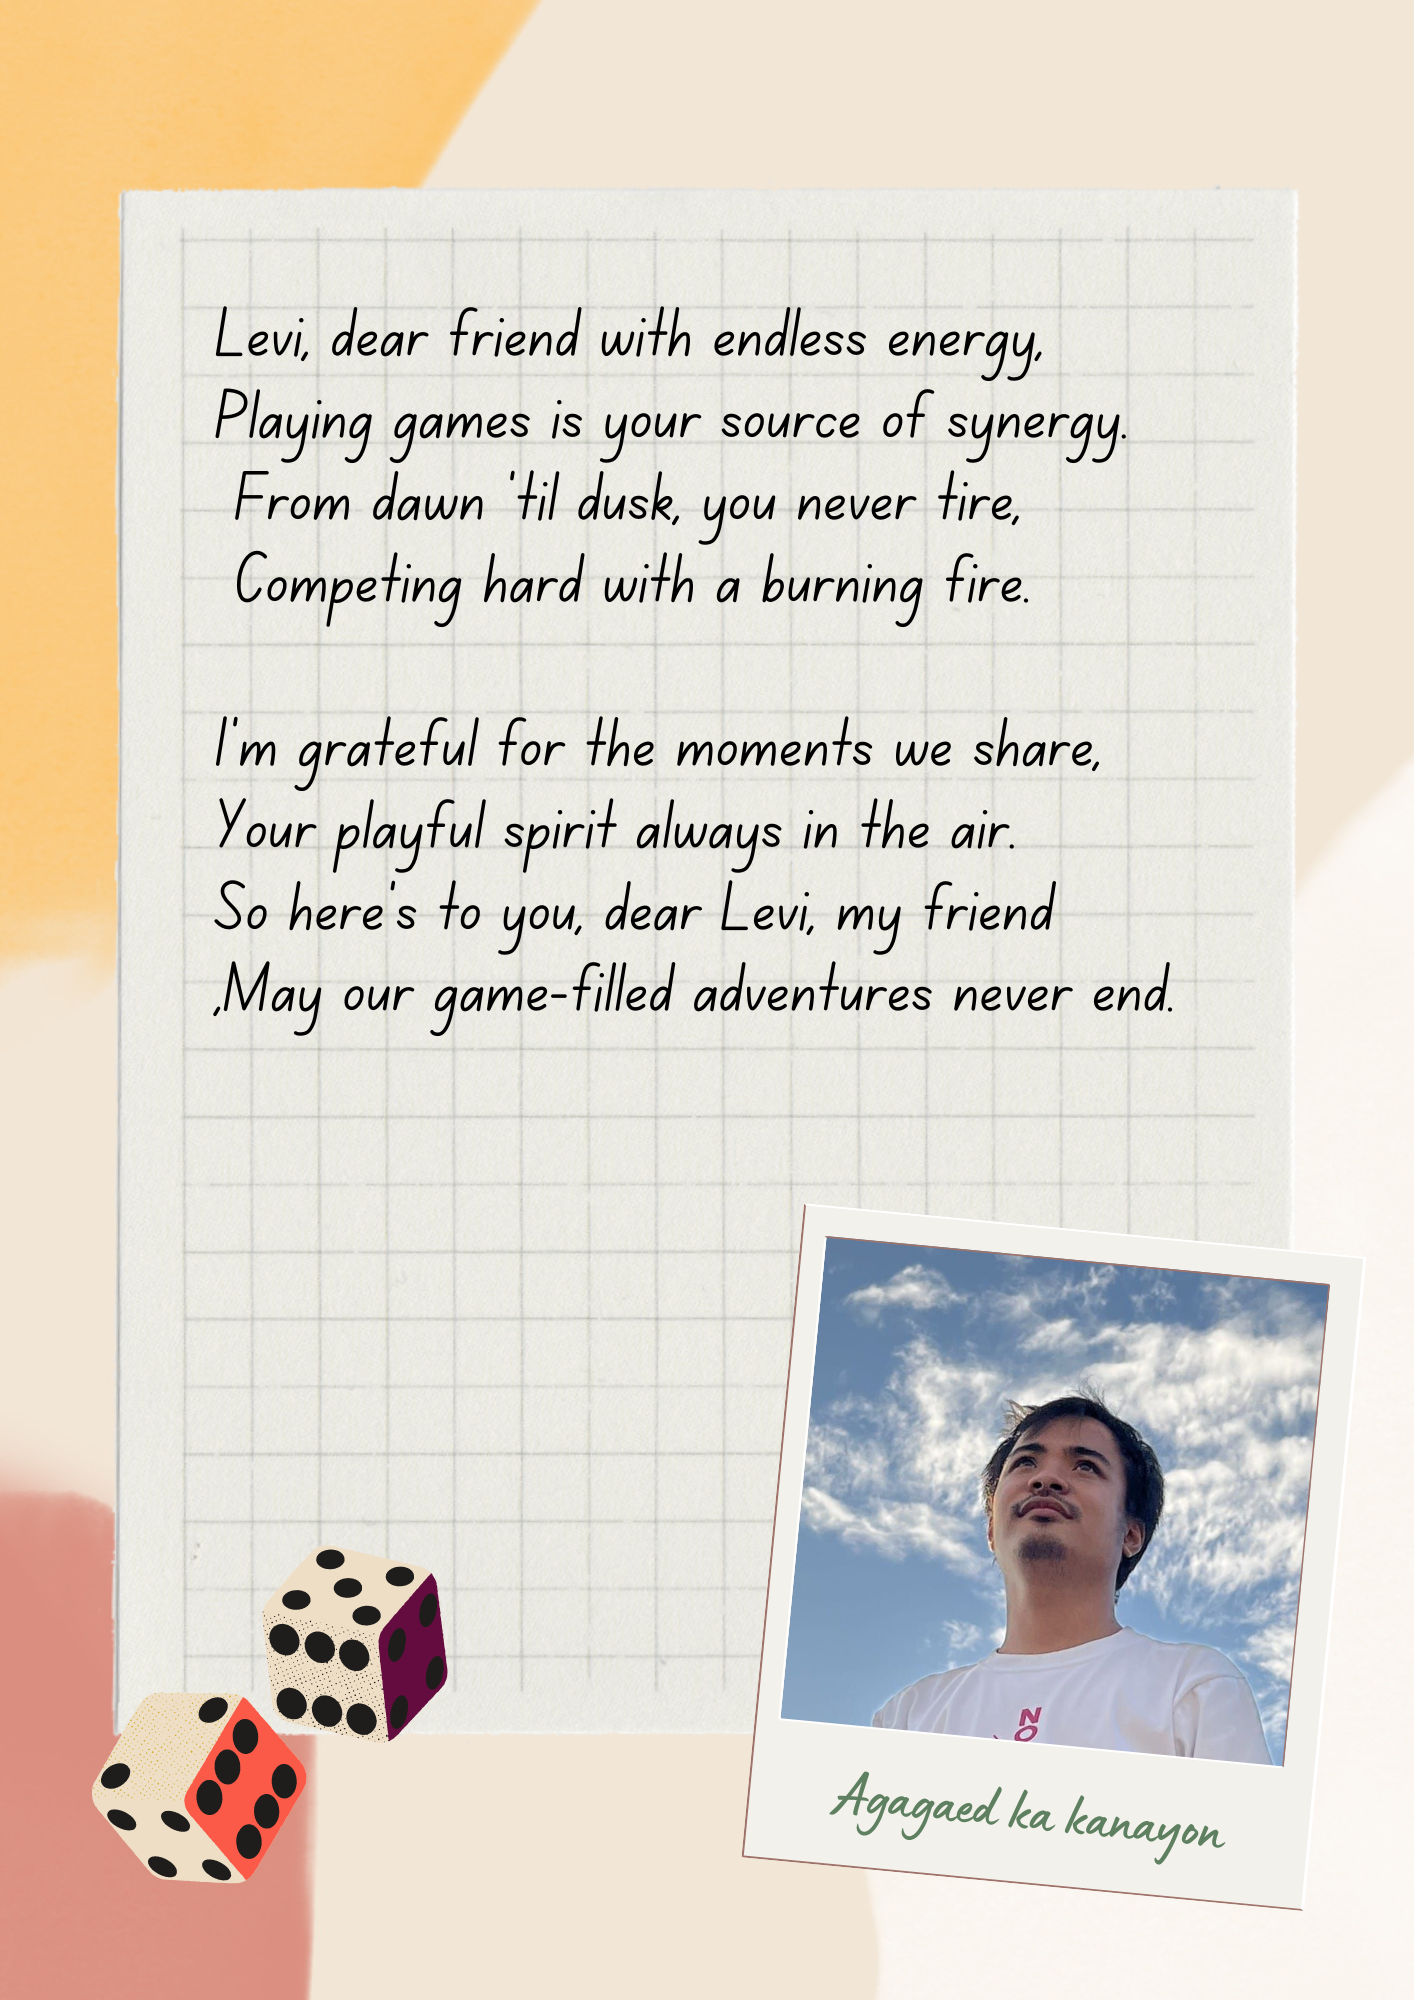 Levi, dear friend with endless energy,
Playing games is your source of synergy.
From dawn 'til dusk, you never tire,
Competing hard with a burning fire.
I'm grateful for the moments we share,
Your playful spirit always in the air.
So here's to you, dear Levi, my friend
,May our game-filled adventures never end.
NO
Agagaed ka kanayon